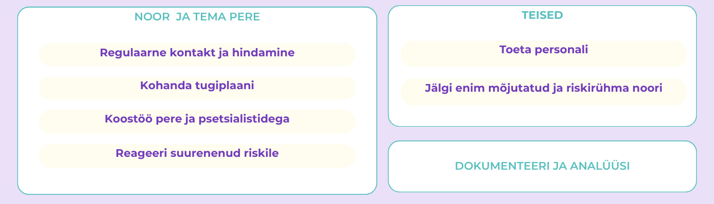 NOOR JA TEMA PERE
Regulaarne kontakt ja hindamine
Kohanda tugiplaani
Koostöö pere ja psetsialistidega
Reageeri suurenenud riskile
TEISED
Toeta personali
Jälgi enim mõjutatud ja riskirühma noori
DOKUMENTEERI JA ANALÜÜSI